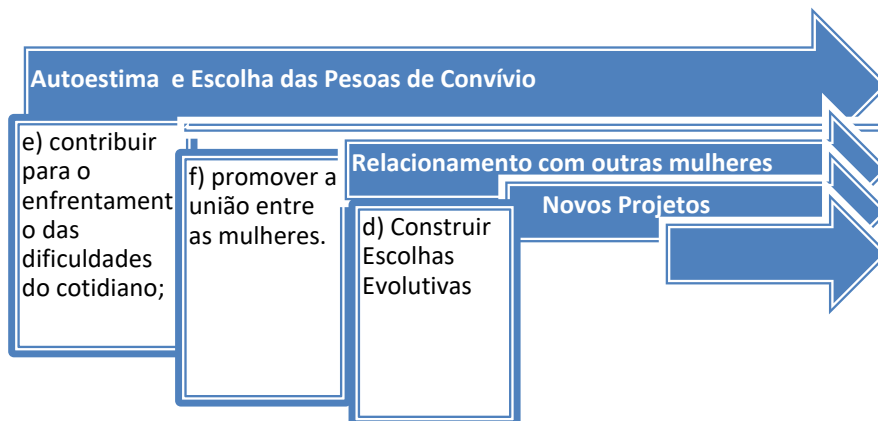 Autoestima e Escolha das Pesoas de Convívio
e) contribuir
para o
enfrentament
o das
dificuldades
do cotidiano;
f) promover a
união entre
as mulheres.
Relacionamento com outras mulheres
Novos Projetos
d) Construir
Escolhas
Evolutivas